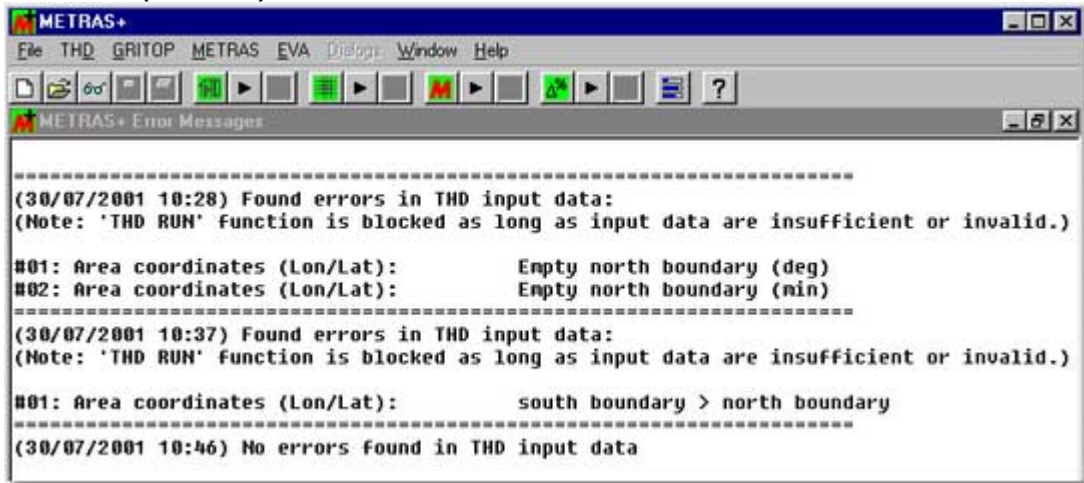 METRAS+
File THD GRITOP METRAS EVA Dialogs Window Help
METRAS+ Error Messages
======================================================================
(30/07/2001 10:28) Found errors in THD input data:
(Note: 'THD RUN' function is blocked as long as input data are insufficient or invalid.)
#01: Area coordinates (Lon/Lat): Empty north boundary (deg)
#02: Area coordinates (Lon/Lat): Empty north boundary (min)
======================================================================
(30/07/2001 10:37) Found errors in THD input data:
(Note: 'THD RUN' function is blocked as long as input data are insufficient or invalid.)
#01: Area coordinates (Lon/Lat): south boundary > north boundary
======================================================================
(30/07/2001 10:46) No errors found in THD input data